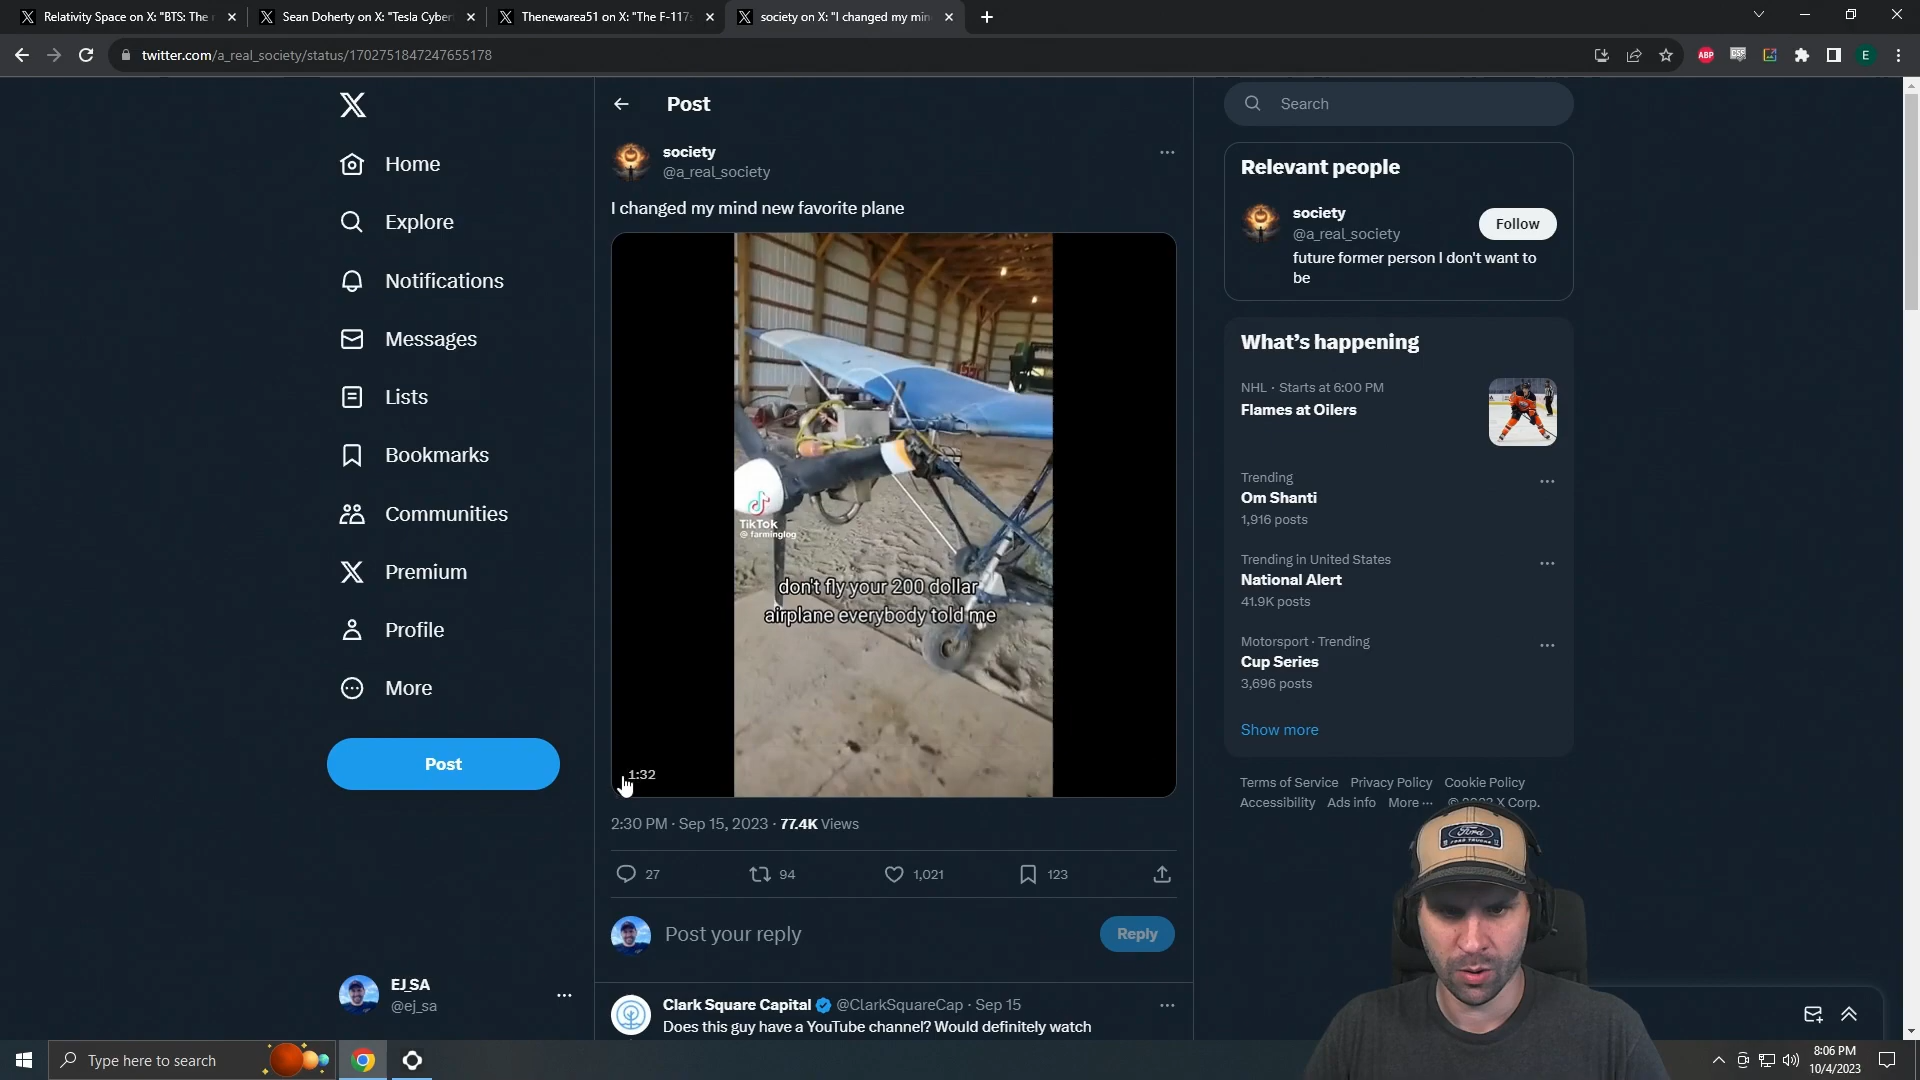 Relativity Space on X: "BTS: The
Sean Doherty on X: "Tesla Cyber
Thenewarea51 on X: "The F-117
society on X: "I changed my min
twitter.com/a_real_society/status/1702751847247655178
ABP
E
Home
Explore
Notifications
Messages
Lists
Bookmarks
Communities
Premium
Profile
More
Post
EJ_SA
@ej_sa
Post
society
@a_real_society
I changed my mind new favorite plane
TikTok
@farminglog
don't fly your 200 dollar
airplane everybody told me
1:32
2:30 PM · Sep 15, 2023 · 77.4K Views
27
94
1,021
123
Post your reply
Reply
Clark Square Capital @ClarkSquareCap · Sep 15
Does this guy have a YouTube channel? Would definitely watch
Search
Relevant people
society
@a_real_society
Follow
future former person I don't want to
be
What's happening
NHL · Starts at 6:00 PM
Flames at Oilers
Trending
Om Shanti
1,916 posts
Trending in United States
National Alert
41.9K posts
Motorsport · Trending
Cup Series
3,696 posts
Show more
Terms of Service Privacy Policy Cookie Policy
Accessibility Ads info More ··· X Corp.
Ford
Type here to search
8:06 PM
10/4/2023